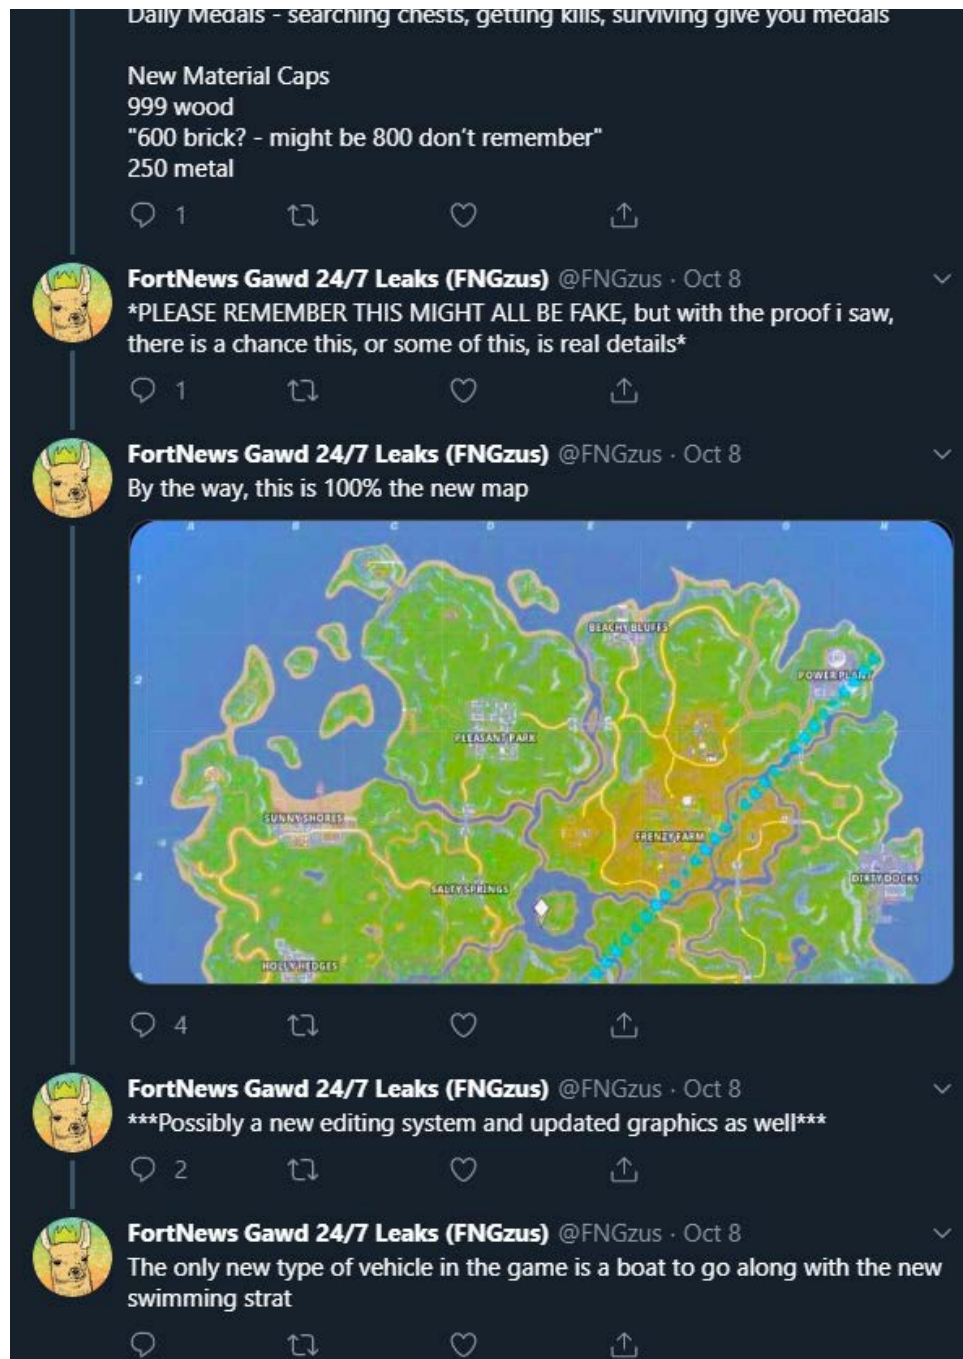 Daily Medals - searching chests, getting kills, surviving give you medals
New Material Caps
999 wood
"600 brick? - might be 800 don't remember"
250 metal
1
FortNews Gawd 24/7 Leaks (FNGzus) @FNGzus · Oct 8
*PLEASE REMEMBER THIS MIGHT ALL BE FAKE, but with the proof i saw,
there is a chance this, or some of this, is real details*
1
FortNews Gawd 24/7 Leaks (FNGzus) @FNGzus · Oct 8
By the way, this is 100% the new map
A B C D E F G H
1
BEACHY BLUFFS
2
POWER PLANT
PLEASANT PARK
3
SUNNY SHORES
FRENZY FARM
4
DIRTY DOCKS
SALTY SPRINGS
HOLLY HEDGES
5
4
FortNews Gawd 24/7 Leaks (FNGzus) @FNGzus · Oct 8
***Possibly a new editing system and updated graphics as well***
2
FortNews Gawd 24/7 Leaks (FNGzus) @FNGzus · Oct 8
The only new type of vehicle in the game is a boat to go along with the new
swimming strat